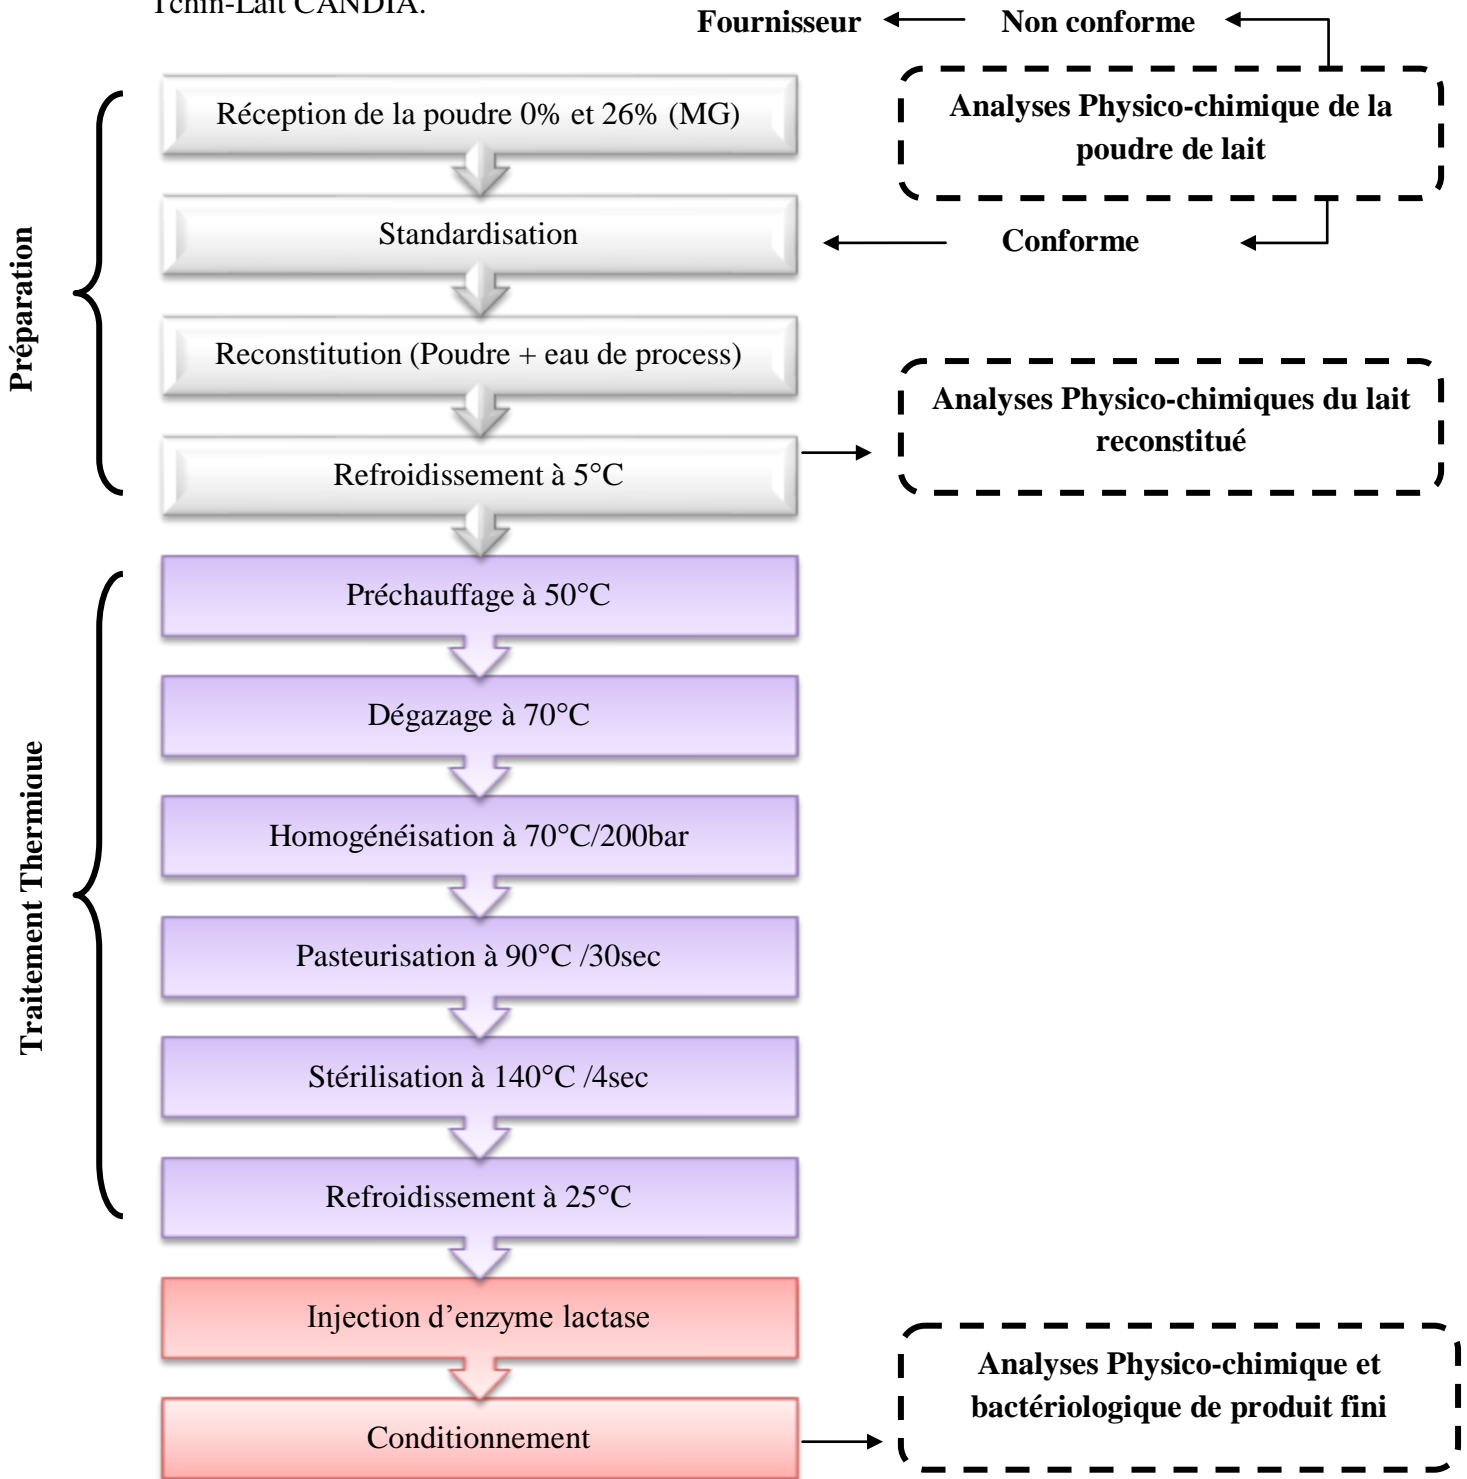 Tchin-Lait CANDIA.
Fournisseur
Non conforme
Analyses Physico-chimique de la
poudre de lait
Réception de la poudre 0% et 26% (MG)
Standardisation
Conforme
Préparation
Reconstitution (Poudre + eau de process)
Analyses Physico-chimiques du lait
reconstitué
Refroidissement à 5°C
Préchauffage à 50°C
Dégazage à 70°C
Homogénéisation à 70°C/200bar
Traitement Thermique
Pasteurisation à 90°C /30sec
Stérilisation à 140°C /4sec
Refroidissement à 25°C
Injection d’enzyme lactase
Analyses Physico-chimique et
bactériologique de produit fini
Conditionnement